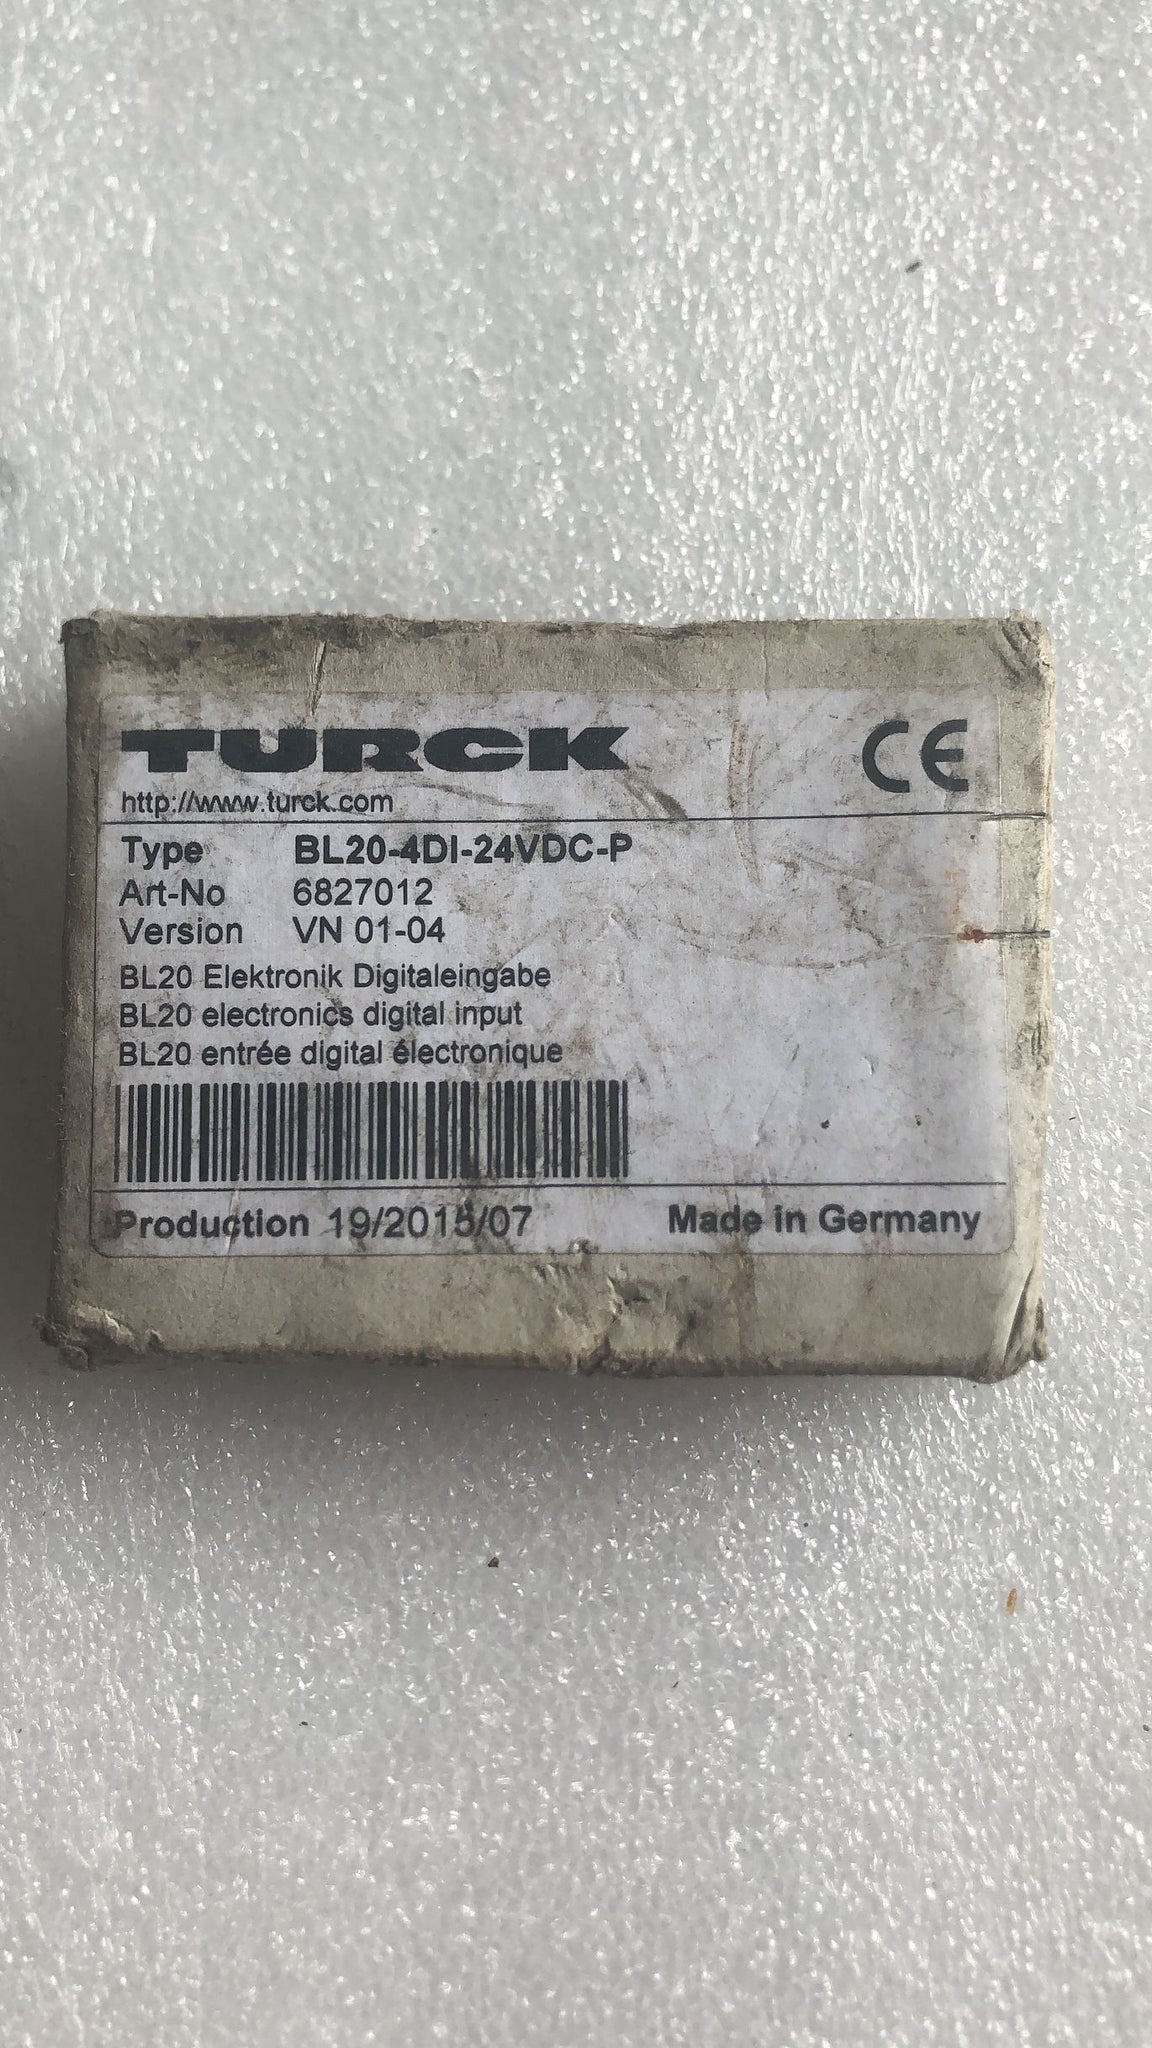 TURCK
CE
http://www.turck.com
Type BL20-4DI-24VDC-P
Art-No 6827012
Version VN 01-04
BL20 Elektronik Digitaleingabe
BL20 electronics digital input
BL20 entrée digital électronique
Production 19/2015/07 Made in Germany